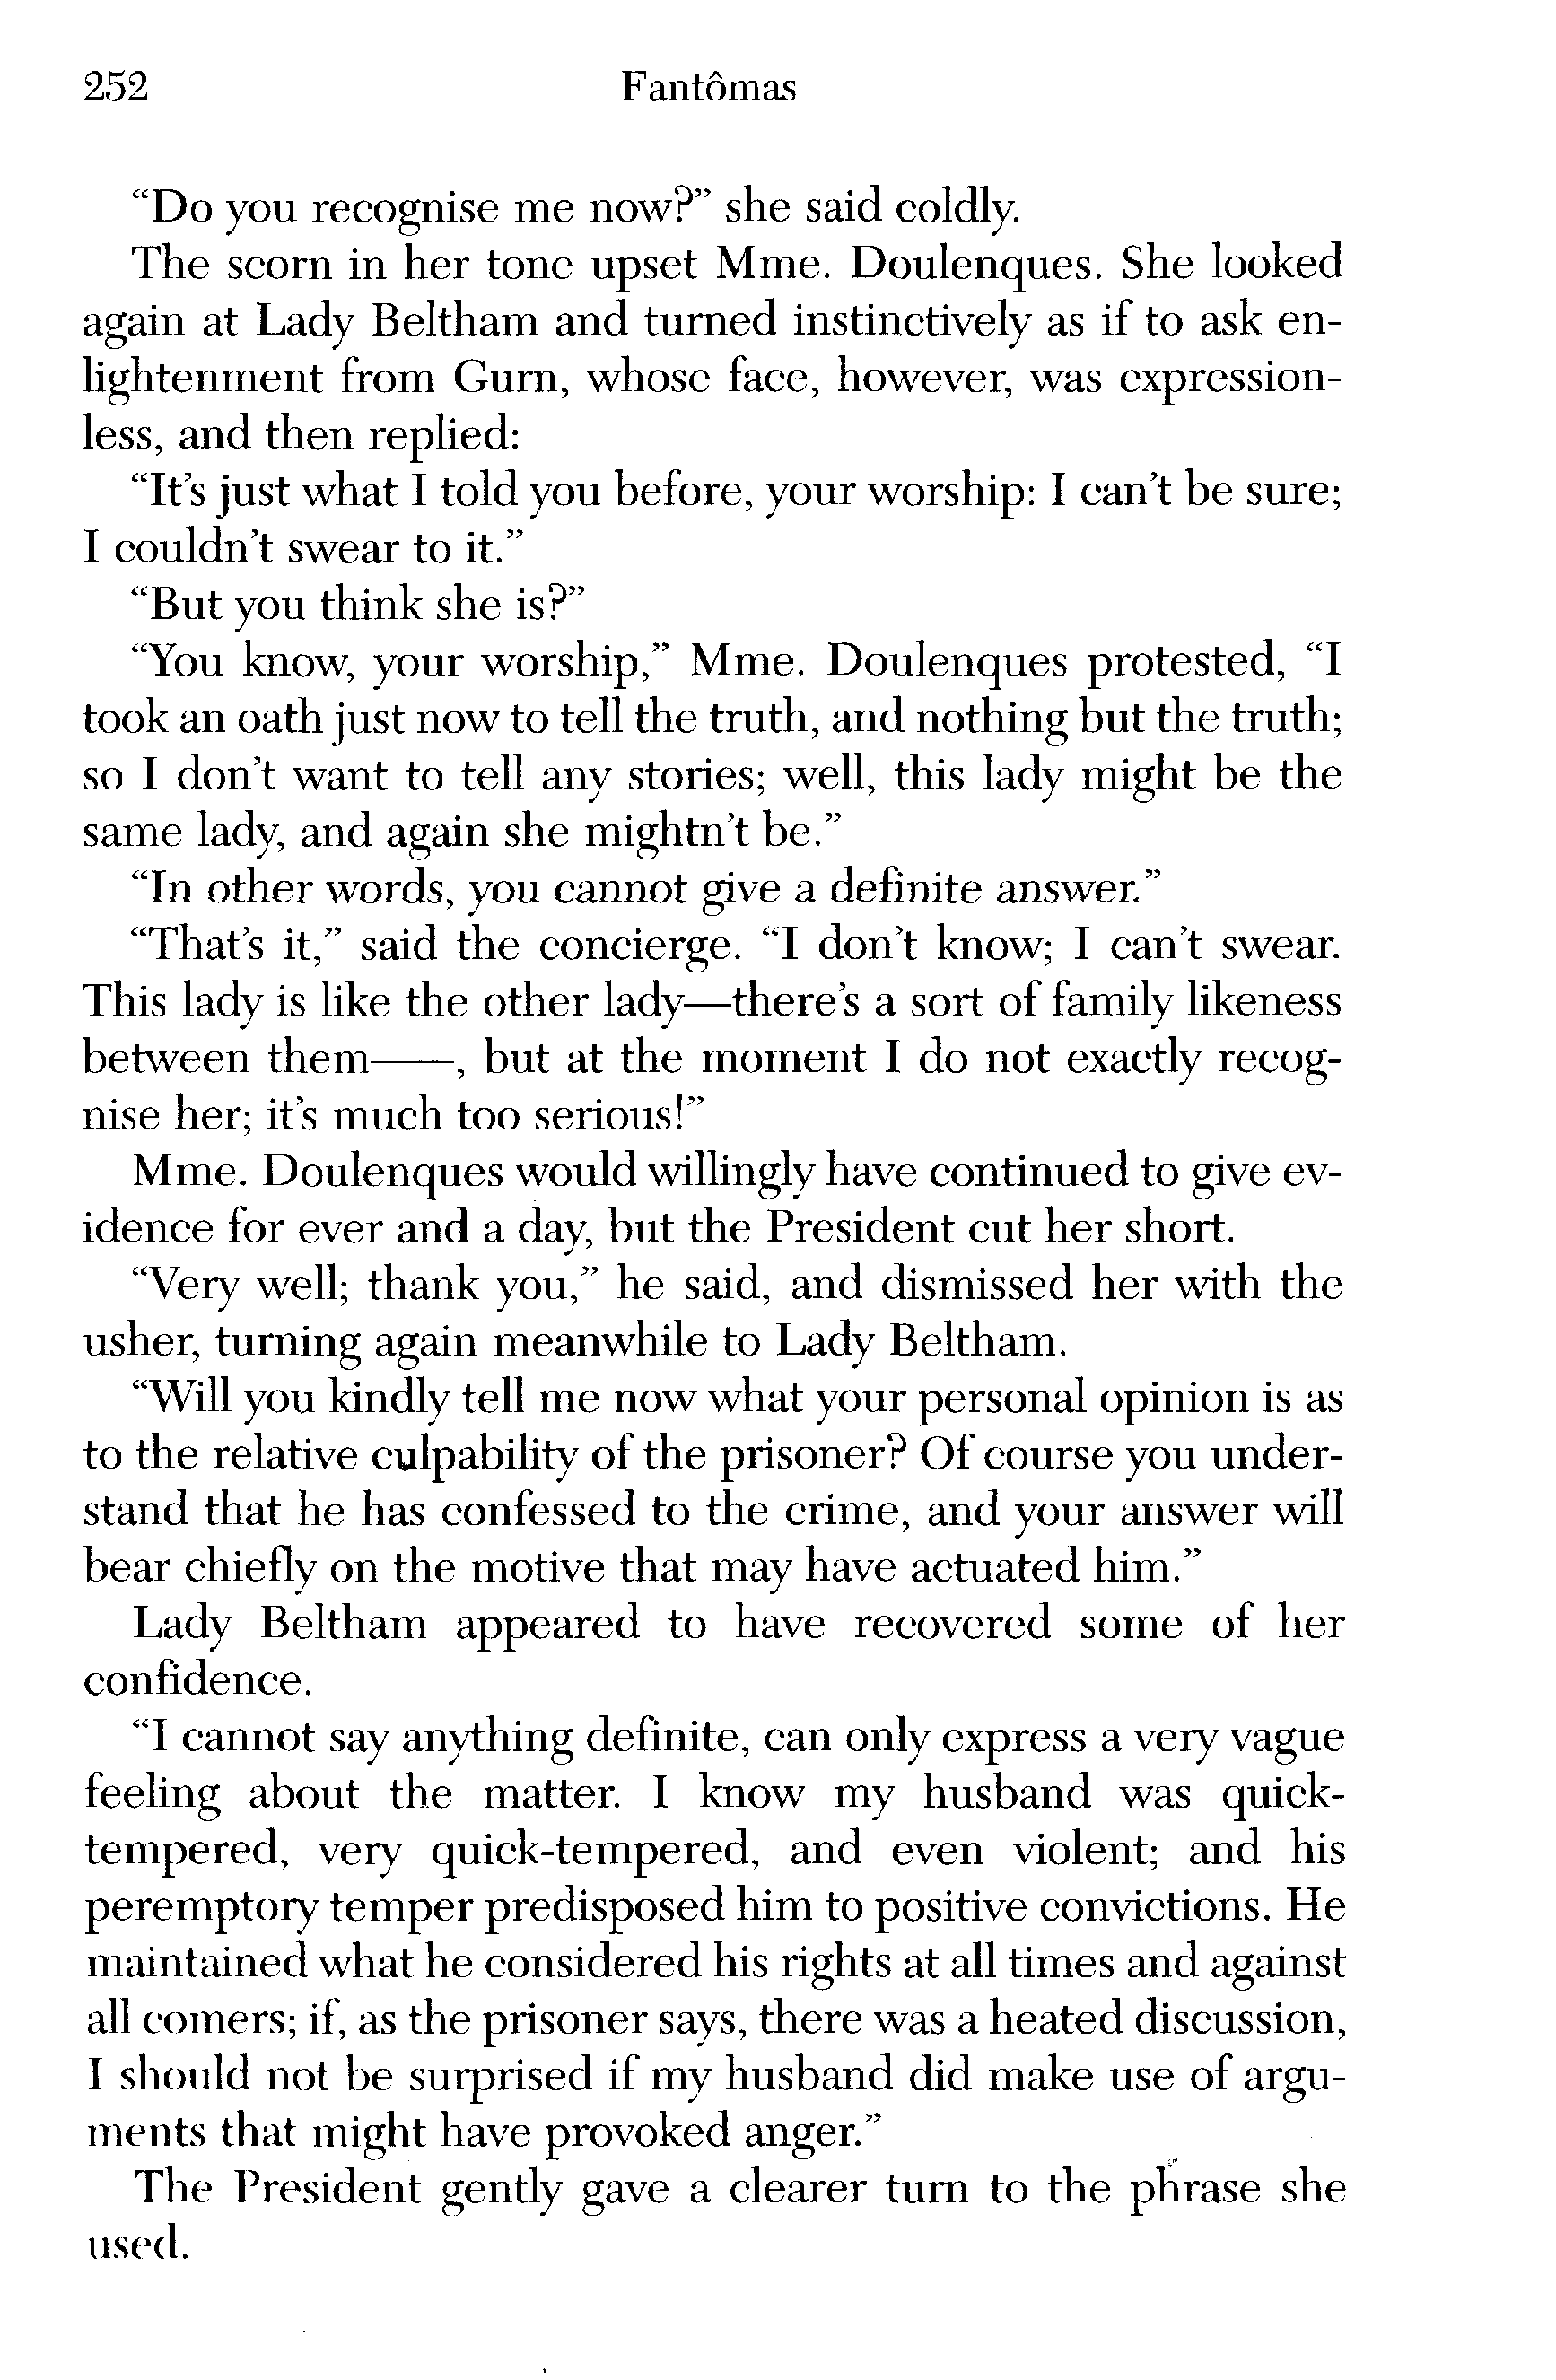 252 Fantômas
“Do you recognise me now?” she said coldly.
The scorn in her tone upset Mme. Doulenques. She looked
again at Lady Beltham and turned instinctively as if to ask en-
lightenment from Gurn, whose face, however, was expression-
less, and then replied:
“It’s just what I told you before, your worship: I can’t be sure;
I couldn’t swear to it.”
“But you think she is?”
“You know, your worship,” Mme. Doulenques protested, “I
took an oath just now to tell the truth, and nothing but the truth;
so I don’t want to tell any stories; well, this lady might be the
same lady, and again she mightn’t be.”
“In other words, you cannot give a definite answer.”
“That’s it,” said the concierge. “I don’t know; I can’t swear.
This lady is like the other lady—there’s a sort of family likeness
between them——, but at the moment I do not exactly recog-
nise her; it’s much too serious!”
Mme. Doulenques would willingly have continued to give ev-
idence for ever and a day, but the President cut her short.
“Very well; thank you,” he said, and dismissed her with the
usher, turning again meanwhile to Lady Beltham.
“Will you kindly tell me now what your personal opinion is as
to the relative culpability of the prisoner? Of course you under-
stand that he has confessed to the crime, and your answer will
bear chiefly on the motive that may have actuated him.”
Lady Beltham appeared to have recovered some of her
confidence.
“I cannot say anything definite, can only express a very vague
feeling about the matter. I know my husband was quick-
tempered, very quick-tempered, and even violent; and his
peremptory temper predisposed him to positive convictions. He
maintained what he considered his rights at all times and against
all comers; if, as the prisoner says, there was a heated discussion,
I should not be surprised if my husband did make use of argu-
ments that might have provoked anger.”
The President gently gave a clearer turn to the phrase she
used.